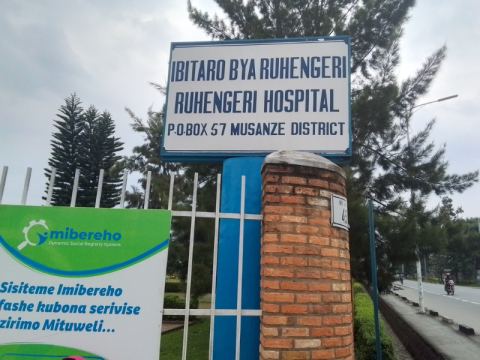 IBITARO BYA RUHENGERI
RUHENGERI HOSPITAL
P.O.BOX 57 MUSANZE DISTRICT
imibereho
Dynamic Social Registry System
Sisiteme Imibereho
fashe kubona serivise
zirimo Mituweli...